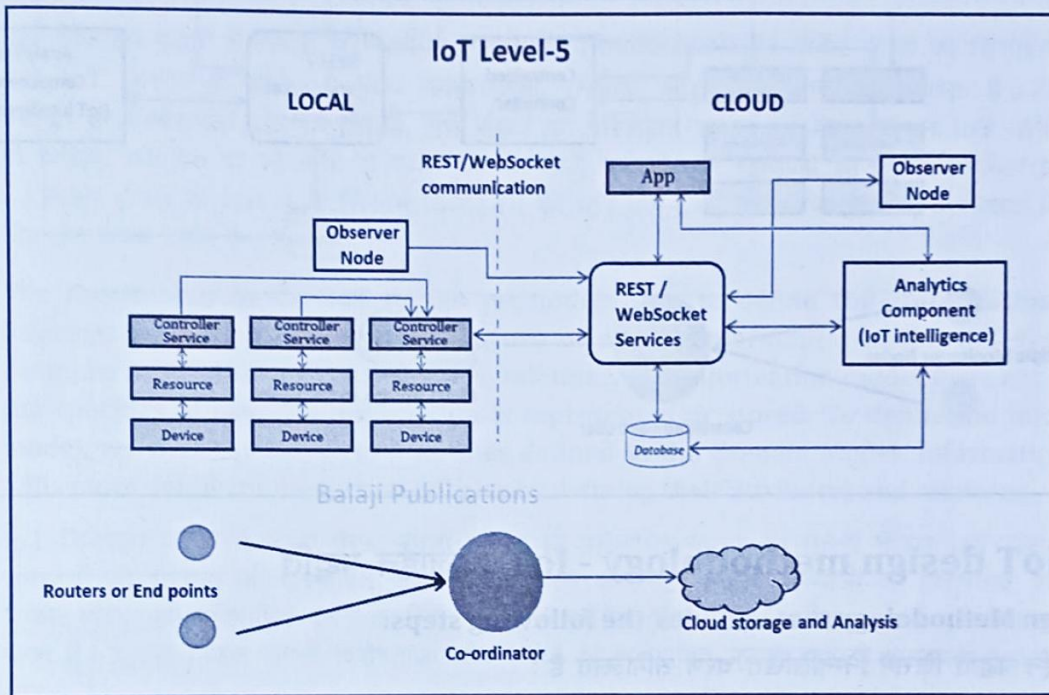 IoT Level-5
LOCAL
CLOUD
REST/WebSocket
communication
App
Observer
Node
Observer
Node
REST /
WebSocket
Services
Analytics
Component
(IoT intelligence)
Controller
Service
Controller
Service
Controller
Service
Resource
Resource
Resource
Device
Device
Device
Database
Balaji Publications
Routers or End points
Co-ordinator
Cloud storage and Analysis